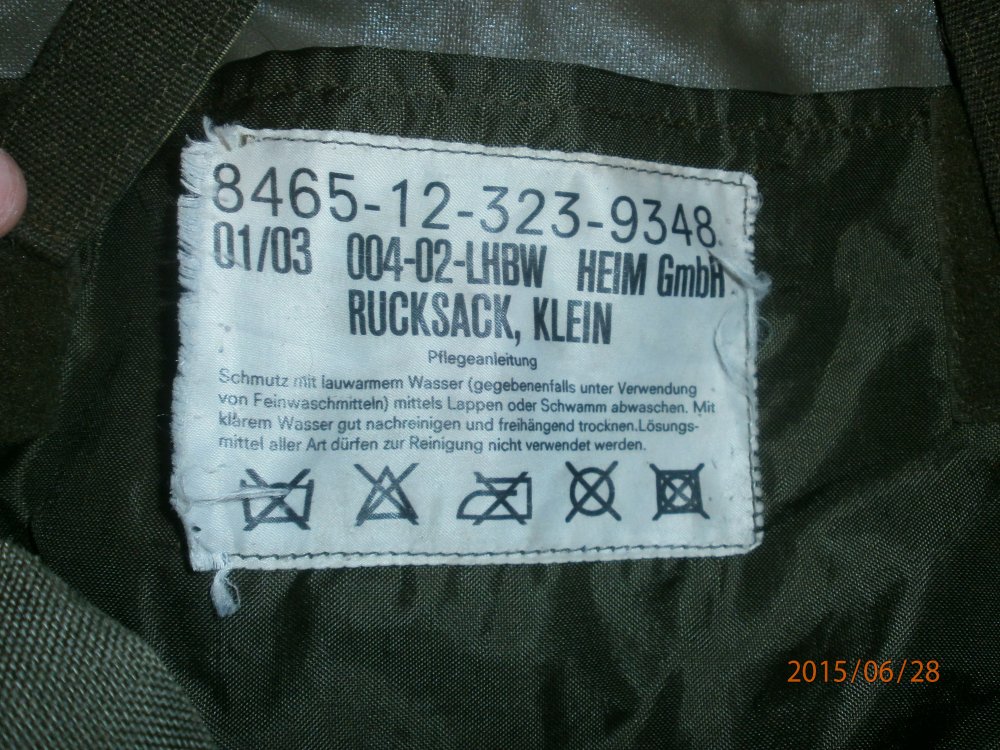 8465-12-323-9348
01/03 004-02-LHBW HEIM GmbH
RUCKSACK, KLEIN
Pflegeanleitung
Schmutz mit lauwarmem Wasser (gegebenenfalls unter Verwendung
von Feinwaschmitteln) mittels Lappen oder Schwamm abwaschen. Mit
klarem Wasser gut nachreinigen und freihängend trocknen.Lösungs-
mittel aller Art dürfen zur Reinigung nicht verwendet werden.
2015/06/28